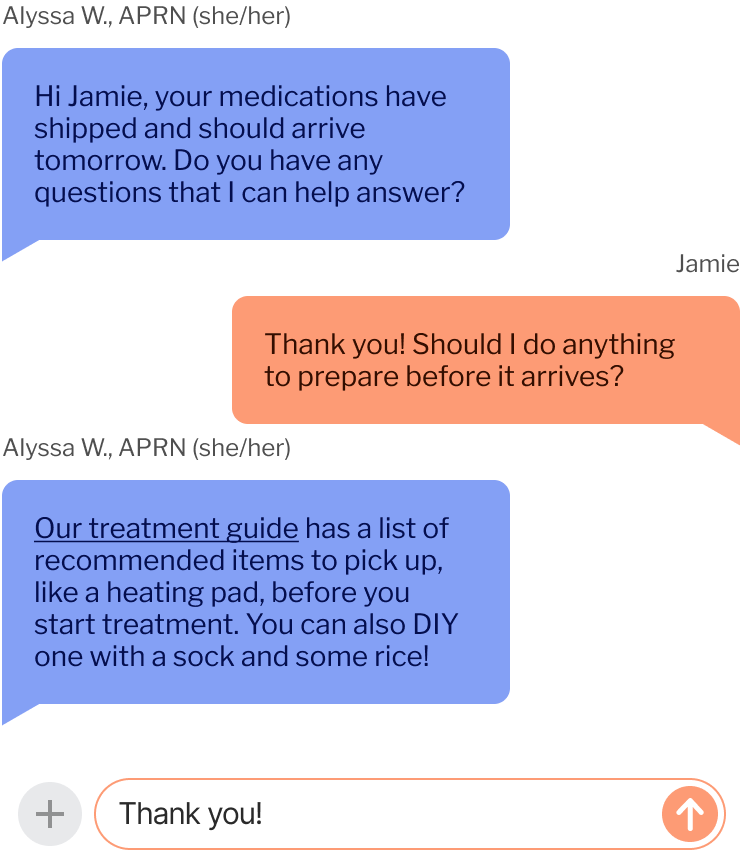 Alyssa W., APRN (she/her)
Hi Jamie, your medications have
shipped and should arrive
tomorrow. Do you have any
questions that I can help answer?
Jamie
Thank you! Should I do anything
to prepare before it arrives?
Alyssa W., APRN (she/her)
Our treatment guide has a list of
recommended items to pick up,
like a heating pad, before you
start treatment. You can also DIY
one with a sock and some rice!
Thank you!